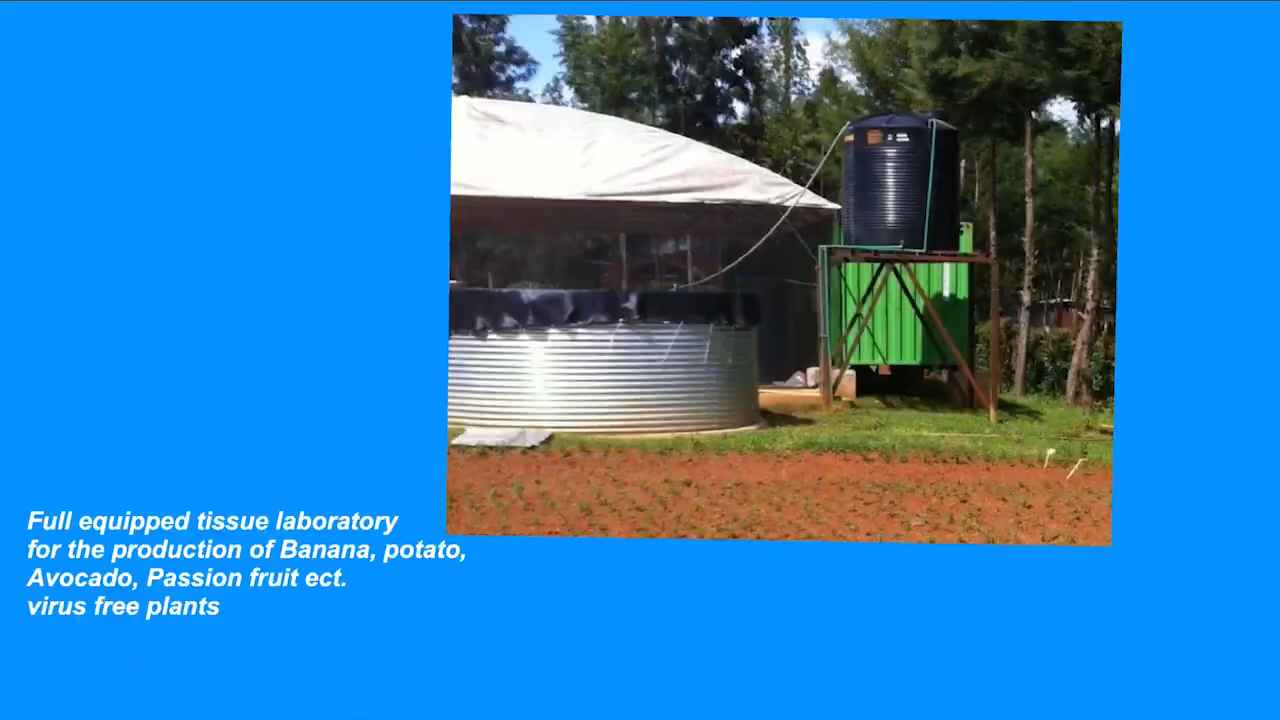 Full equipped tissue laboratory
for the production of Banana, potato,
Avocado, Passion fruit ect.
virus free plants